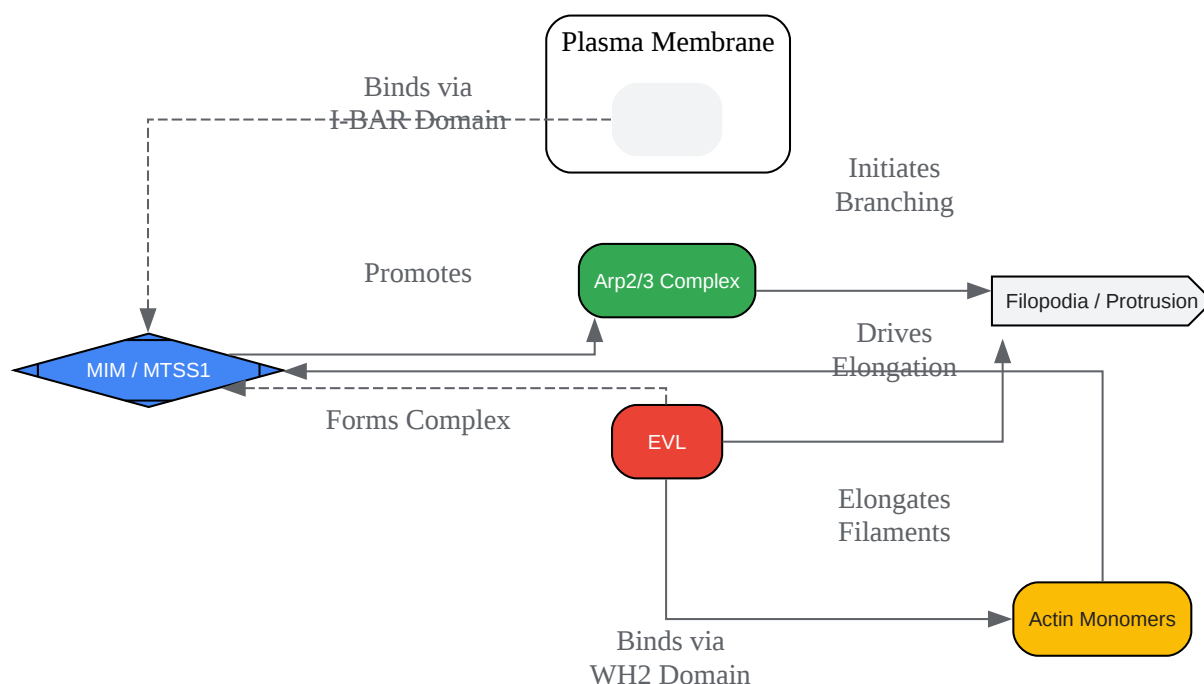 Plasma Membrane
Binds via
I-BAR Domain
Initiates
Branching
Promotes
Arp2/3 Complex
Filopodia / Protrusion
Drives
Elongation
MIM / MTSS1
Forms Complex
EVL
Elongates
Filaments
Actin Monomers
Binds via
WH2 Domain